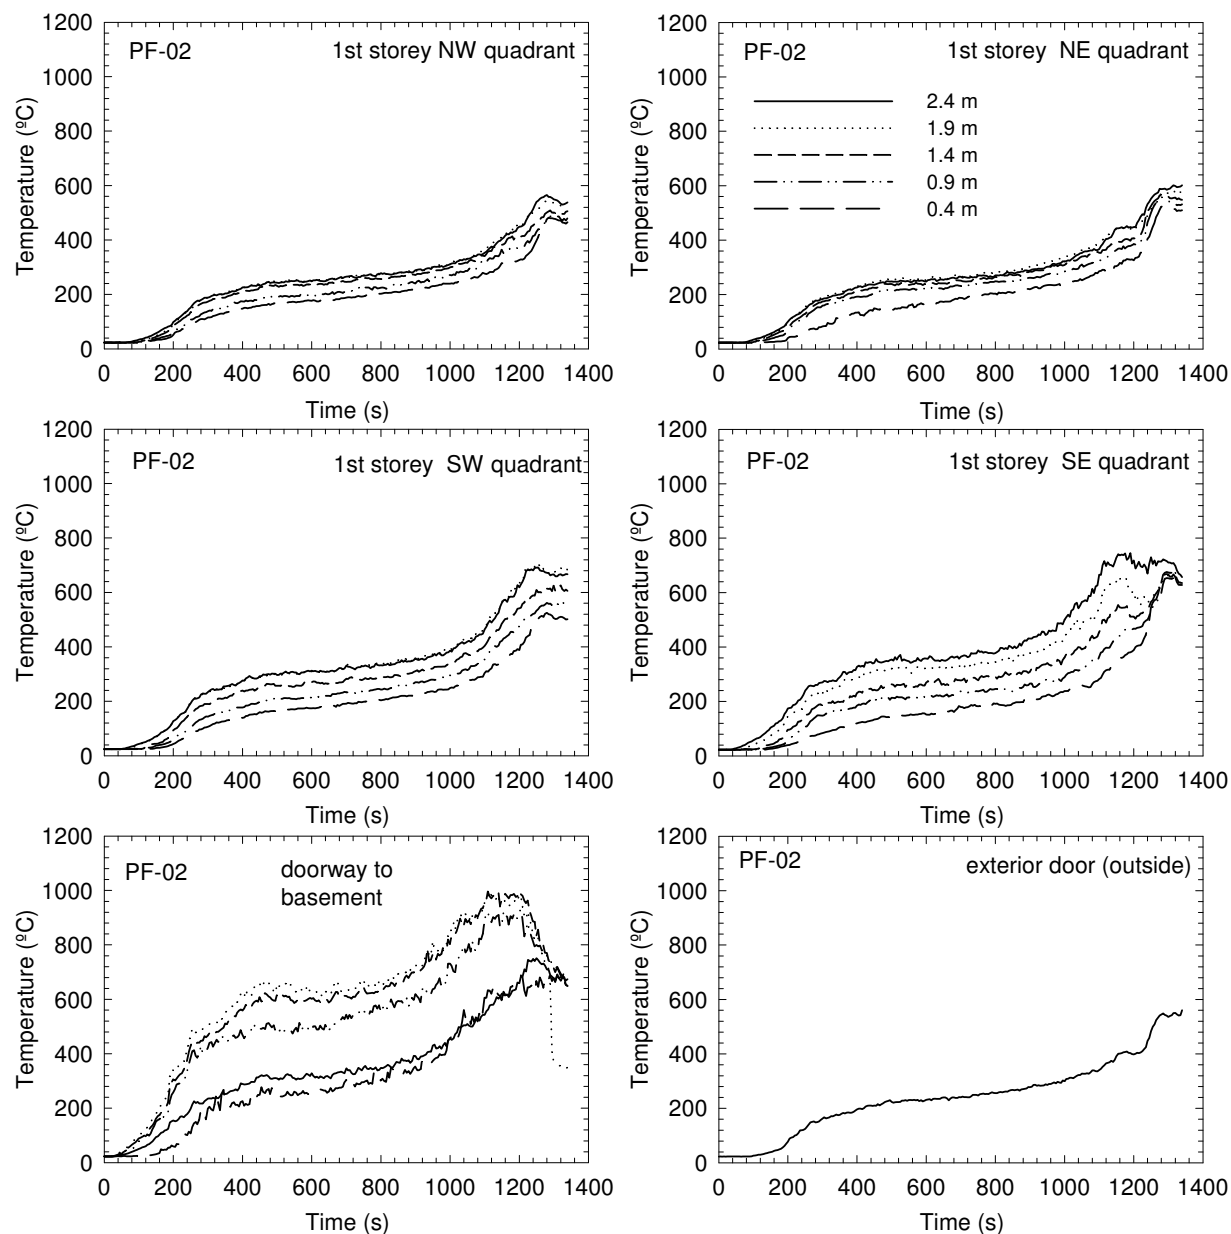 PF-02 1st storey NW quadrant
Temperature (ºC)
1200
1000
800
600
400
200
0
0 200 400 600 800 1000 1200 1400
Time (s)
PF-02 1st storey NE quadrant
2.4 m
1.9 m
1.4 m
0.9 m
0.4 m
Temperature (ºC)
1200
1000
800
600
400
200
0
0 200 400 600 800 1000 1200 1400
Time (s)
PF-02 1st storey SW quadrant
Temperature (ºC)
1200
1000
800
600
400
200
0
0 200 400 600 800 1000 1200 1400
Time (s)
PF-02 1st storey SE quadrant
Temperature (ºC)
1200
1000
800
600
400
200
0
0 200 400 600 800 1000 1200 1400
Time (s)
PF-02 doorway to
basement
Temperature (ºC)
1200
1000
800
600
400
200
0
0 200 400 600 800 1000 1200 1400
Time (s)
PF-02 exterior door (outside)
Temperature (ºC)
1200
1000
800
600
400
200
0
0 200 400 600 800 1000 1200 1400
Time (s)